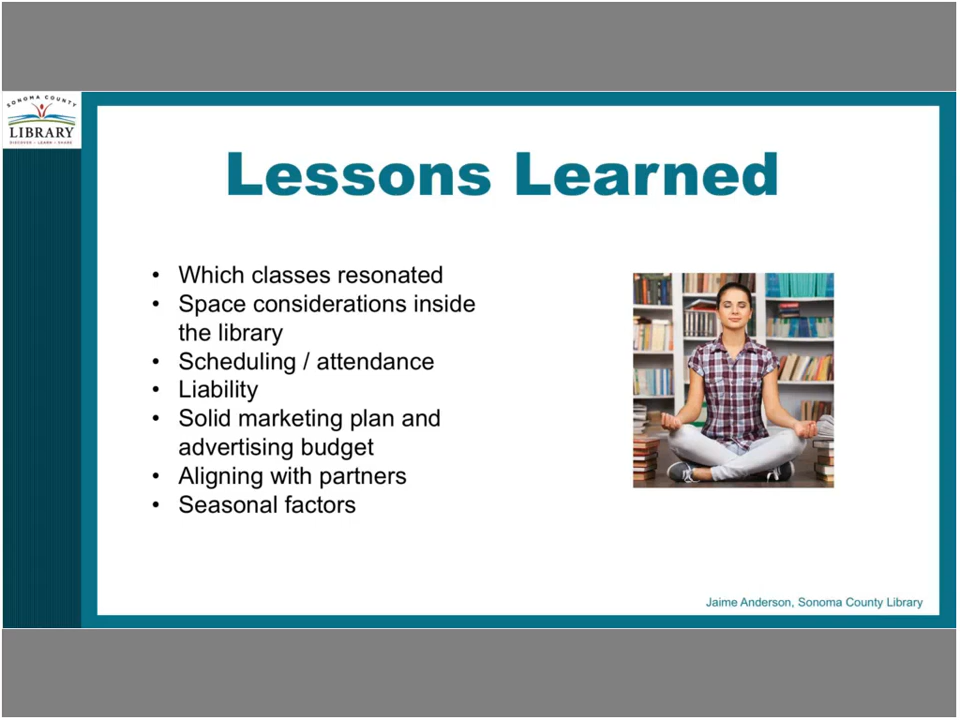 SONOMA COUNTY
LIBRARY
DISCOVER · LEARN · SHARE
Lessons Learned
• Which classes resonated
• Space considerations inside
the library
• Scheduling / attendance
• Liability
• Solid marketing plan and
advertising budget
• Aligning with partners
• Seasonal factors
Jaime Anderson, Sonoma County Library